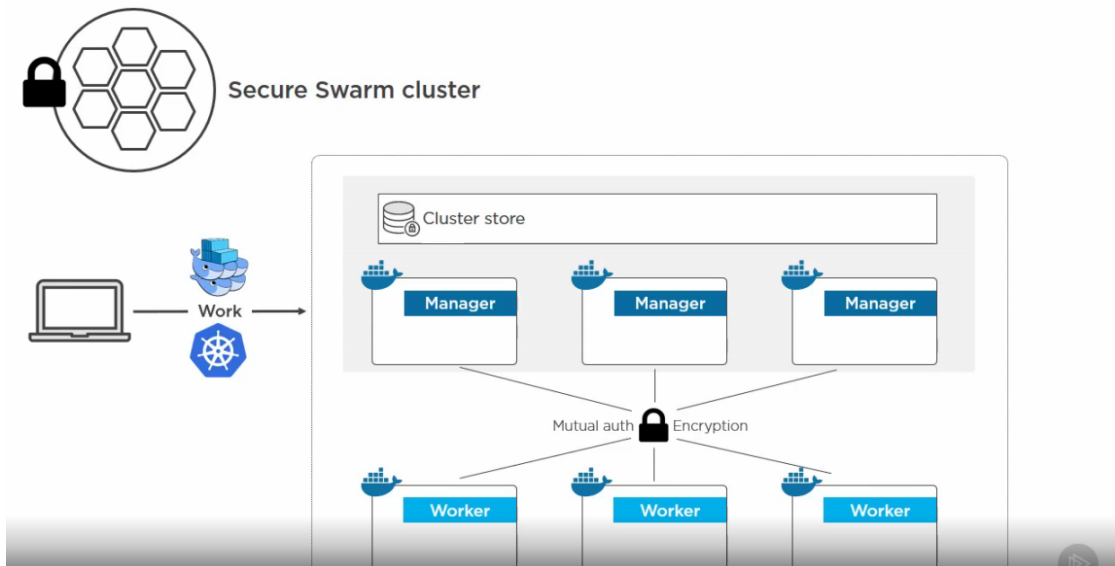 Secure Swarm cluster
Cluster store
Work
Manager
Manager
Manager
Mutual auth
Encryption
Worker
Worker
Worker